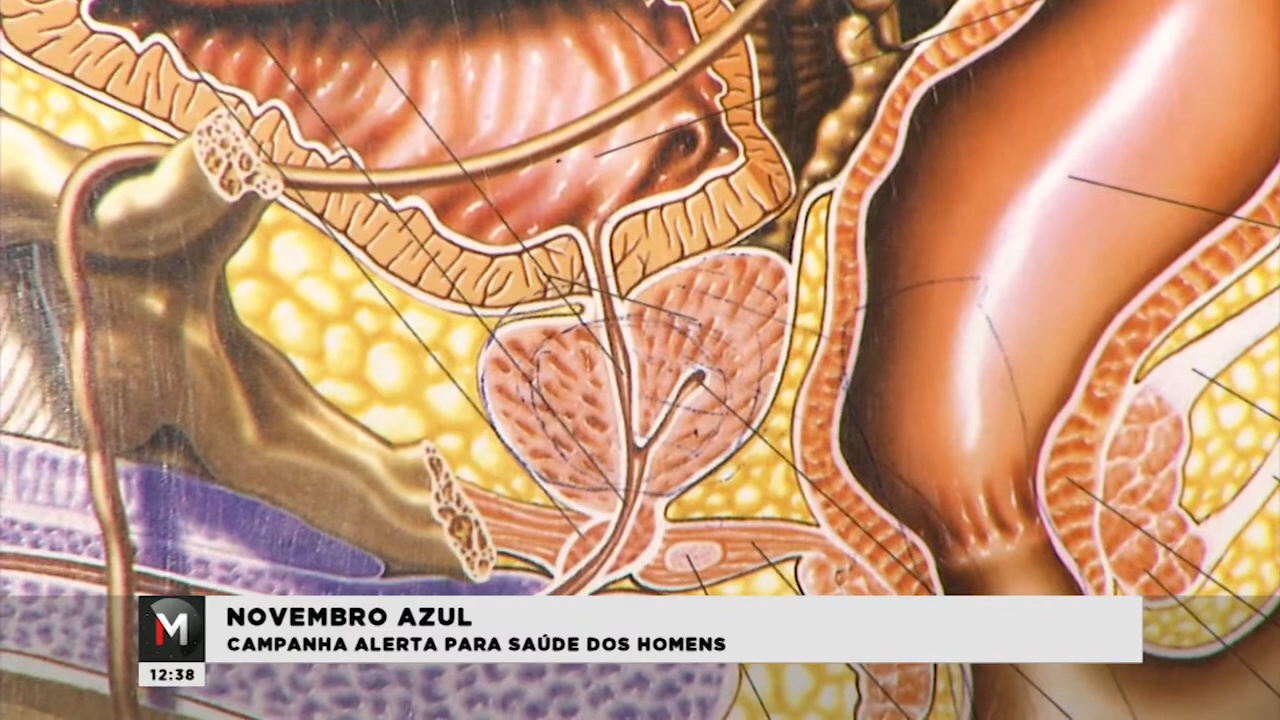 NOVEMBRO AZUL
M
CAMPANHA ALERTA PARA SAÚDE DOS HOMENS
12:38